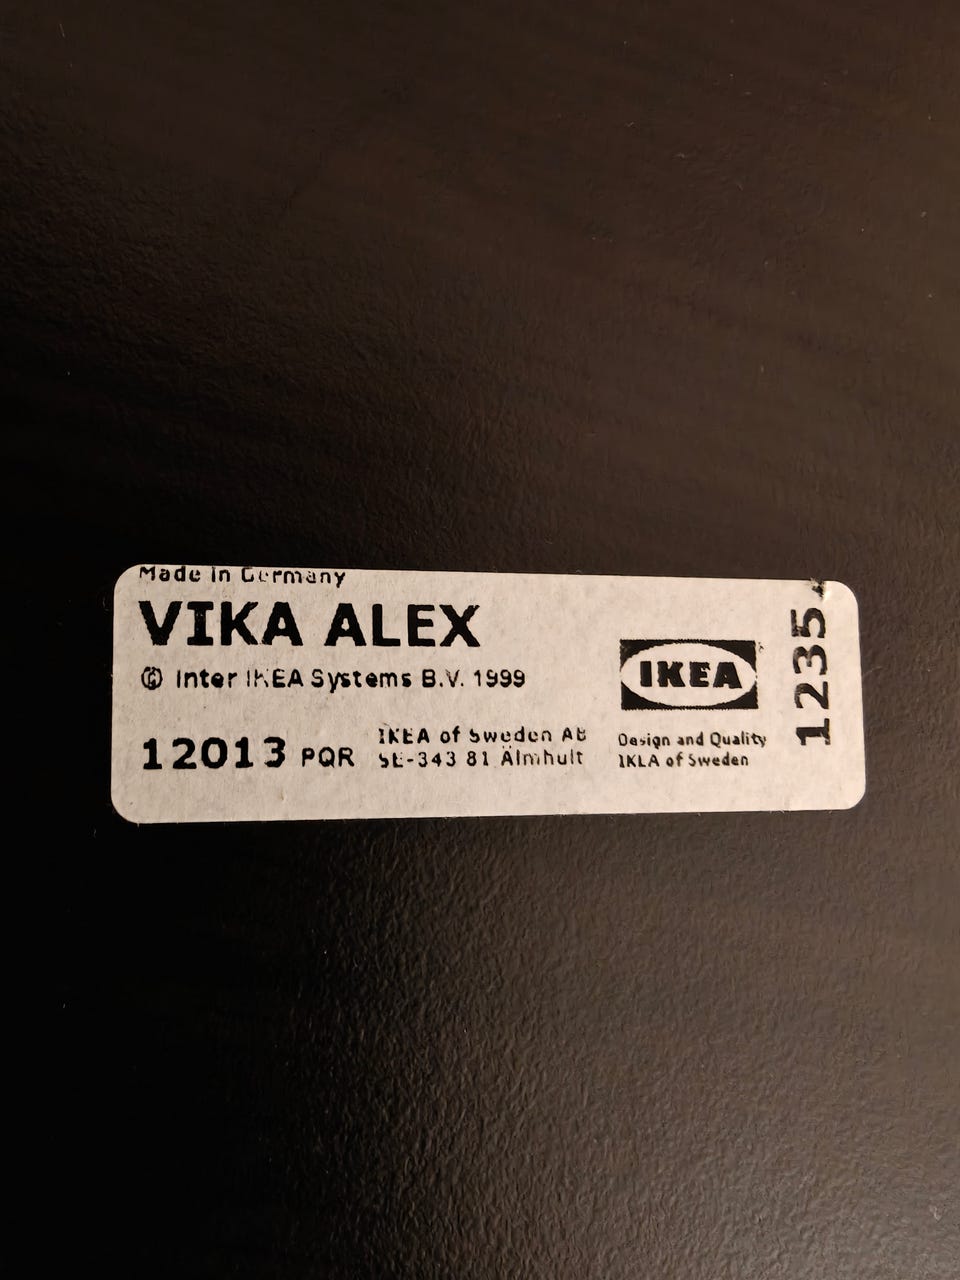 Made in Germany
VIKA ALEX
© Inter IKEA Systems B.V. 1999
12013 PQR
IKEA of Sweden AB
SE-343 81 Älmhult
IKEA
Design and Quality
IKEA of Sweden
1235